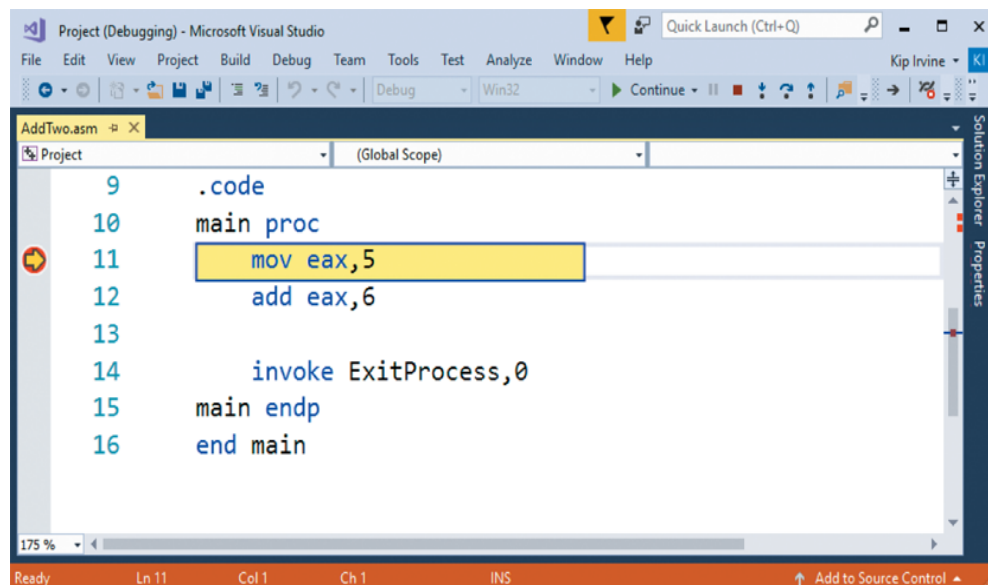 Project (Debugging) - Microsoft Visual Studio
Quick Launch (Ctrl+Q)
File Edit View Project Build Debug Team Tools Test Analyze Window Help Kip Irvine KI
Debug Win32 Continue
AddTwo.asm
Project (Global Scope)
9 .code
10 main proc
11 mov eax,5
12 add eax,6
13
14 invoke ExitProcess,0
15 main endp
16 end main
175 %
Ready Ln 11 Col 1 Ch 1 INS Add to Source Control
Solution Explorer
Properties